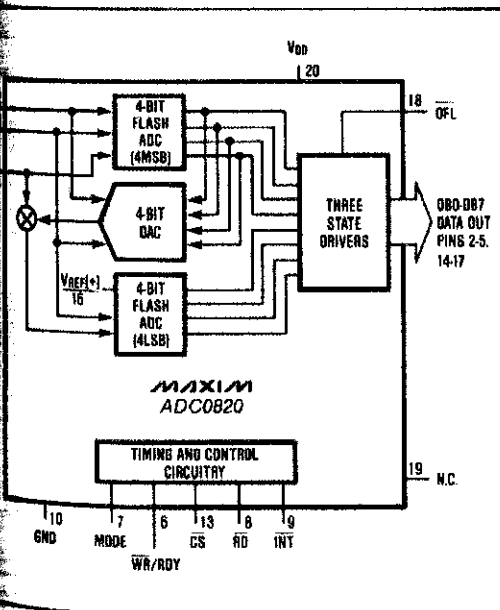 VDD
20
4-BIT
FLASH
ADC
(4MSB)
18
OFL
4-BIT
DAC
THREE
STATE
DRIVERS
DB0-DB7
DATA OUT
PINS 2-5,
14-17
VREF(+)
16
4-BIT
FLASH
ADC
(4LSB)
MAXIM
ADC0820
TIMING AND CONTROL
CIRCUITRY
19 N.C.
10
GND
7
MODE
6
WR/RDY
13
CS
8
RD
9
INT